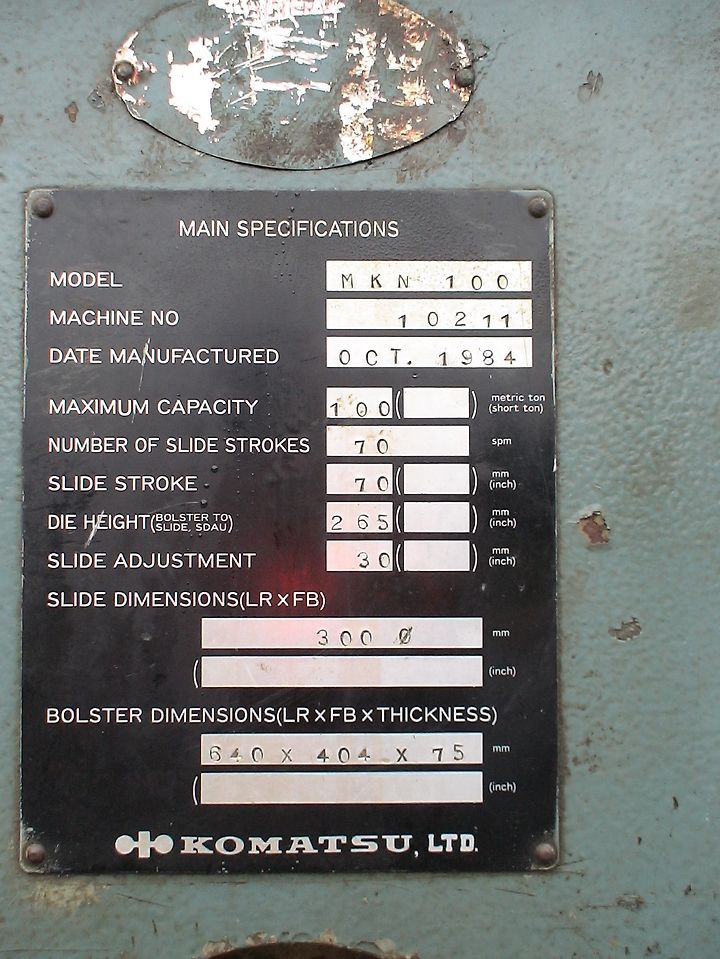 MAIN SPECIFICATIONS
MODEL MKN 100
MACHINE NO 10211
DATE MANUFACTURED OCT. 1984
MAXIMUM CAPACITY 100 ( ) metric ton (short ton)
NUMBER OF SLIDE STROKES 70 spm
SLIDE STROKE 70 ( ) mm (inch)
DIE HEIGHT (BOLSTER TO SLIDE, SDAU) 265 ( ) mm (inch)
SLIDE ADJUSTMENT 30 ( ) mm (inch)
SLIDE DIMENSIONS(LR×FB)
300 Ø mm
( ) (inch)
BOLSTER DIMENSIONS(LR×FB×THICKNESS)
640 X 404 X 75 mm
( ) (inch)
KOMATSU, LTD.